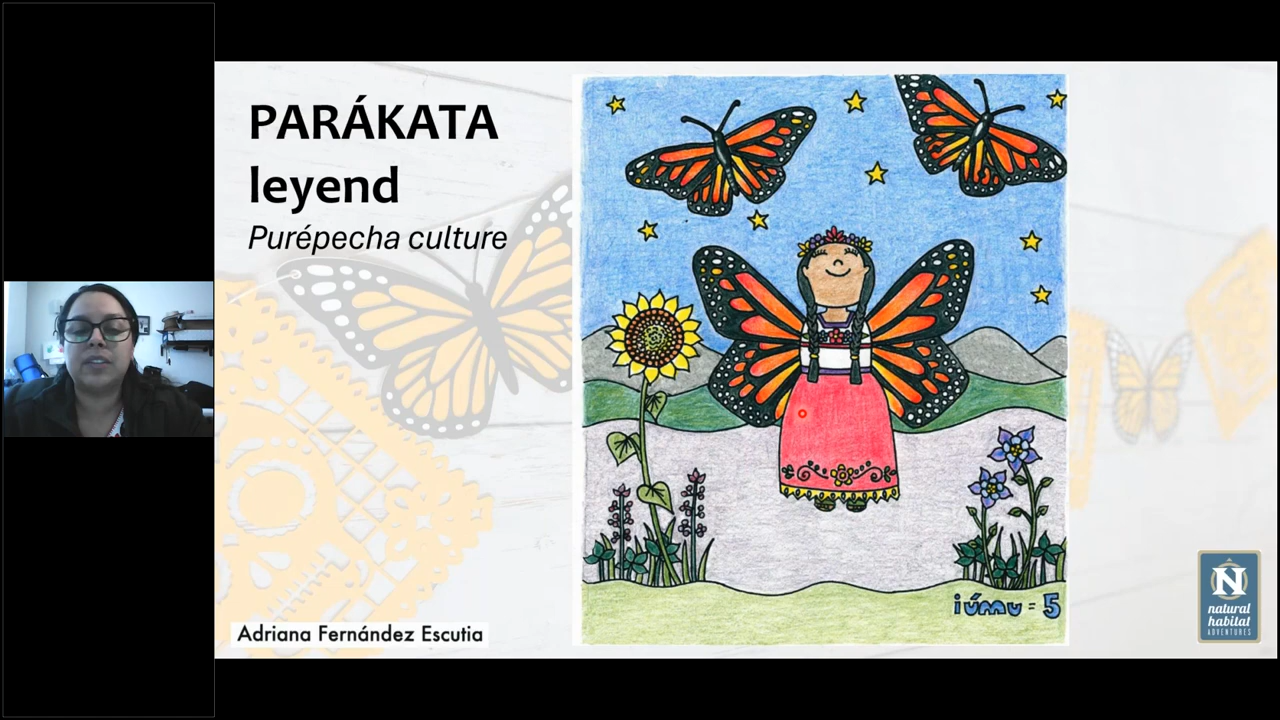 PARÁKATA
leyend
Purépecha culture
iúmu = 5
Adriana Fernández Escutia
N
natural
habitat
ADVENTURES